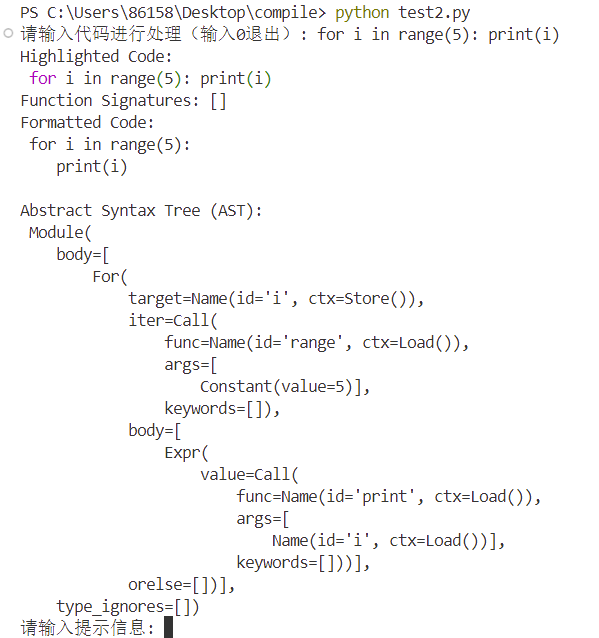 PS C:\Users\86158\Desktop\compile> python test2.py
请输入代码进行处理（输入0退出）: for i in range(5): print(i)
Highlighted Code:
 for i in range(5): print(i)
Function Signatures: []
Formatted Code:
 for i in range(5):
    print(i)

Abstract Syntax Tree (AST):
 Module(
    body=[
        For(
            target=Name(id='i', ctx=Store()),
            iter=Call(
                func=Name(id='range', ctx=Load()),
                args=[
                    Constant(value=5)],
                keywords=[]),
            body=[
                Expr(
                    value=Call(
                        func=Name(id='print', ctx=Load()),
                        args=[
                            Name(id='i', ctx=Load())],
                        keywords=[]))],
            orelse=[])],
    type_ignores=[])
请输入提示信息: